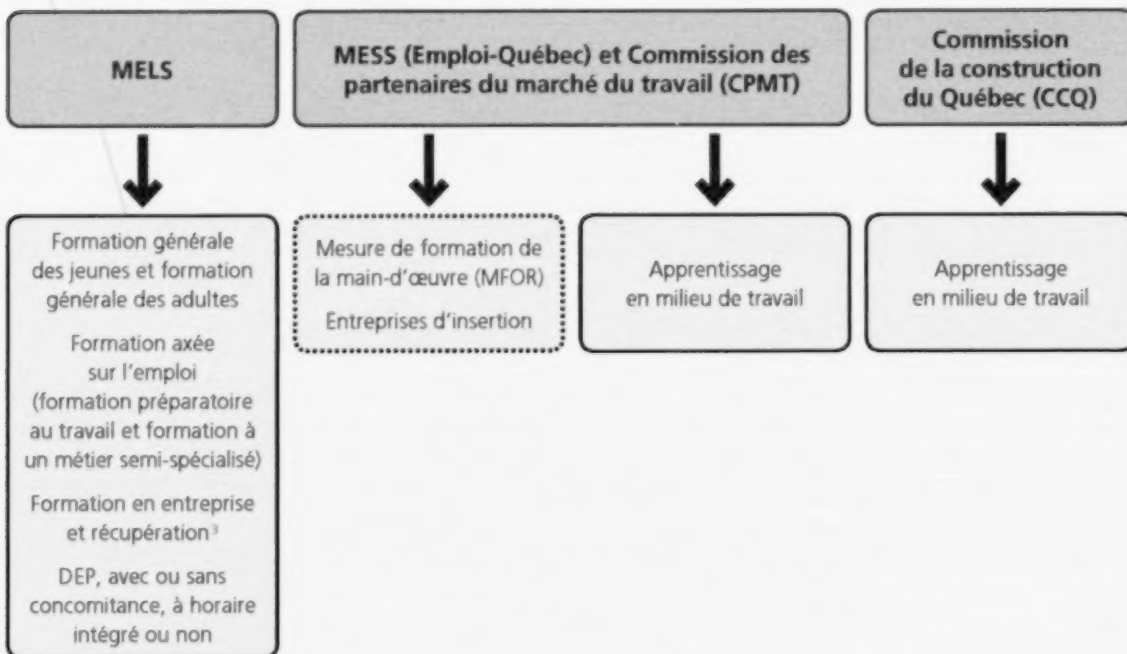 MELS
MESS (Emploi-Québec) et Commission des
partenaires du marché du travail (CPMT)
Commission
de la construction
du Québec (CCQ)
Formation générale
des jeunes et formation
générale des adultes
Formation axée
sur l'emploi
(formation préparatoire
au travail et formation à
un métier semi-spécialisé)
Formation en entreprise
et récupération³
DEP, avec ou sans
concomitance, à horaire
intégré ou non
Mesure de formation de
la main-d'œuvre (MFOR)
Entreprises d'insertion
Apprentissage
en milieu de travail
Apprentissage
en milieu de travail